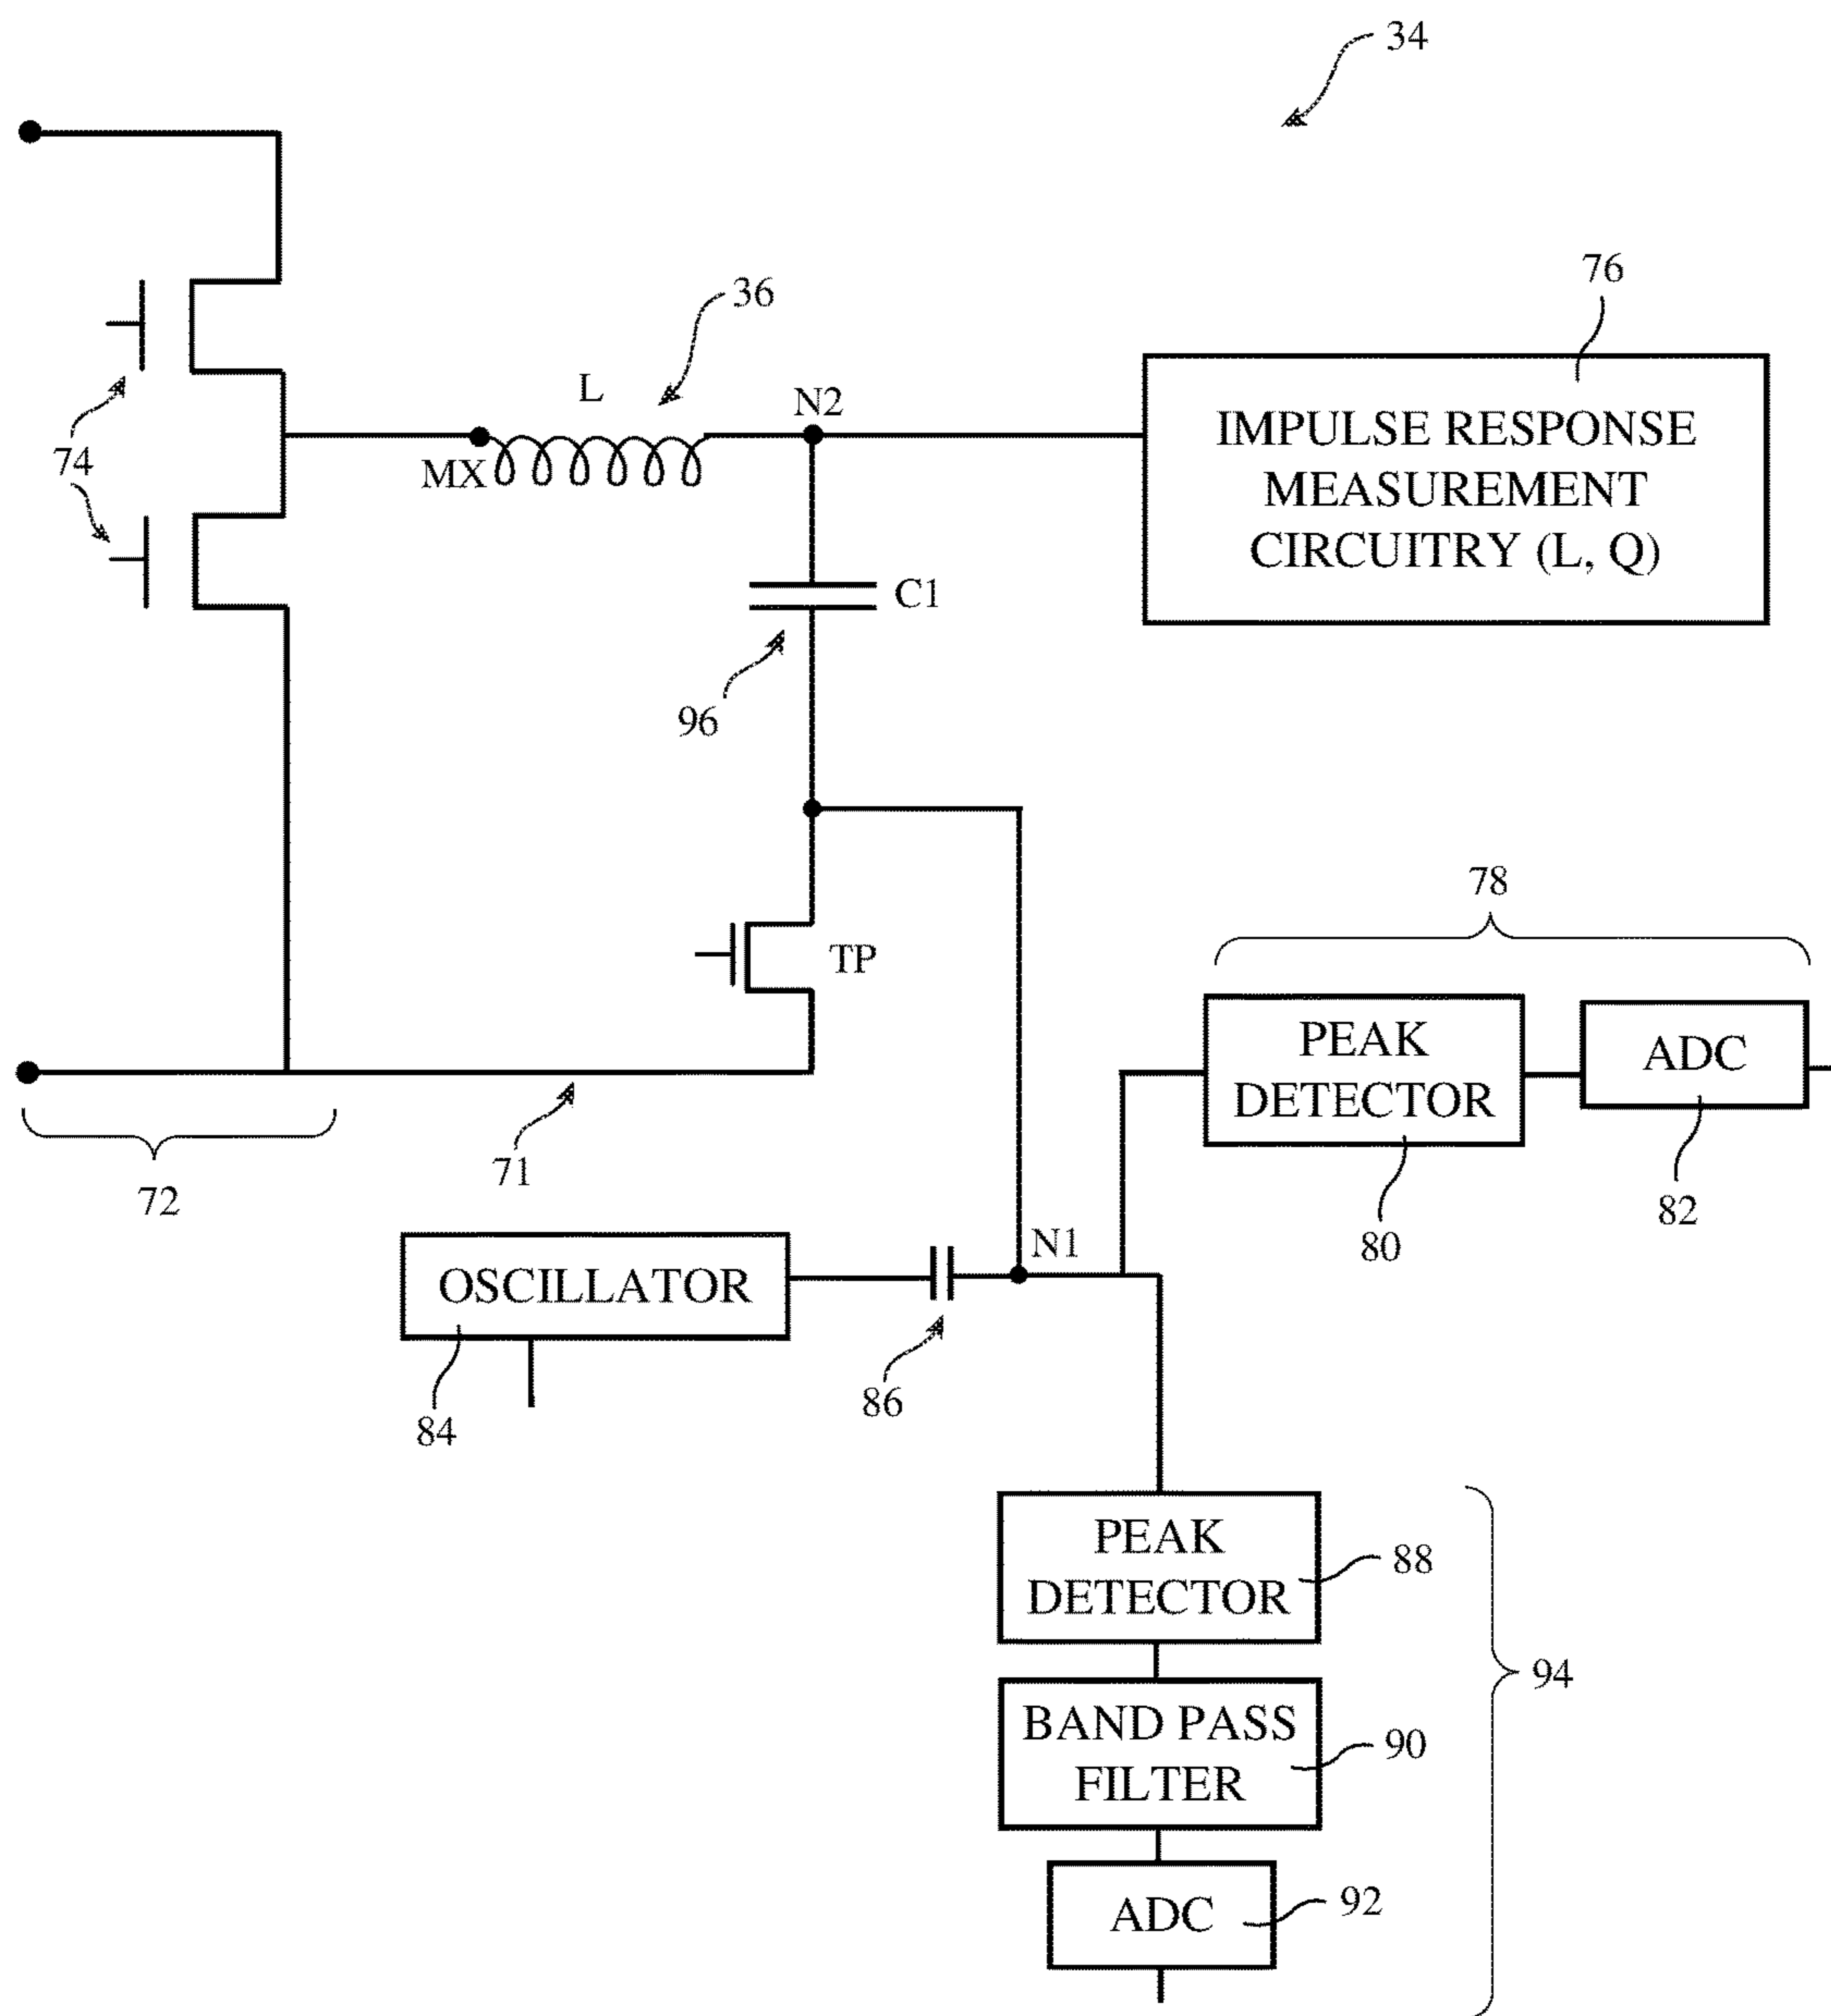 34
76
36
L
N2
IMPULSE RESPONSE
MEASUREMENT
CIRCUITRY (L, Q)
74
MX
C1
96
78
TP
PEAK
DETECTOR
ADC
71
72
82
80
N1
OSCILLATOR
86
84
PEAK
DETECTOR
88
94
BAND PASS
FILTER
90
ADC
92